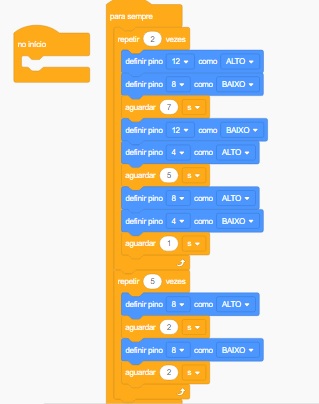 para sempre
no início
repetir 2 vezes
definir pino 12 como ALTO
definir pino 8 como BAIXO
aguardar 7 s
definir pino 12 como BAIXO
definir pino 4 como ALTO
aguardar 5 s
definir pino 8 como ALTO
definir pino 4 como BAIXO
aguardar 1 s
repetir 5 vezes
definir pino 8 como ALTO
aguardar 2 s
definir pino 8 como BAIXO
aguardar 2 s